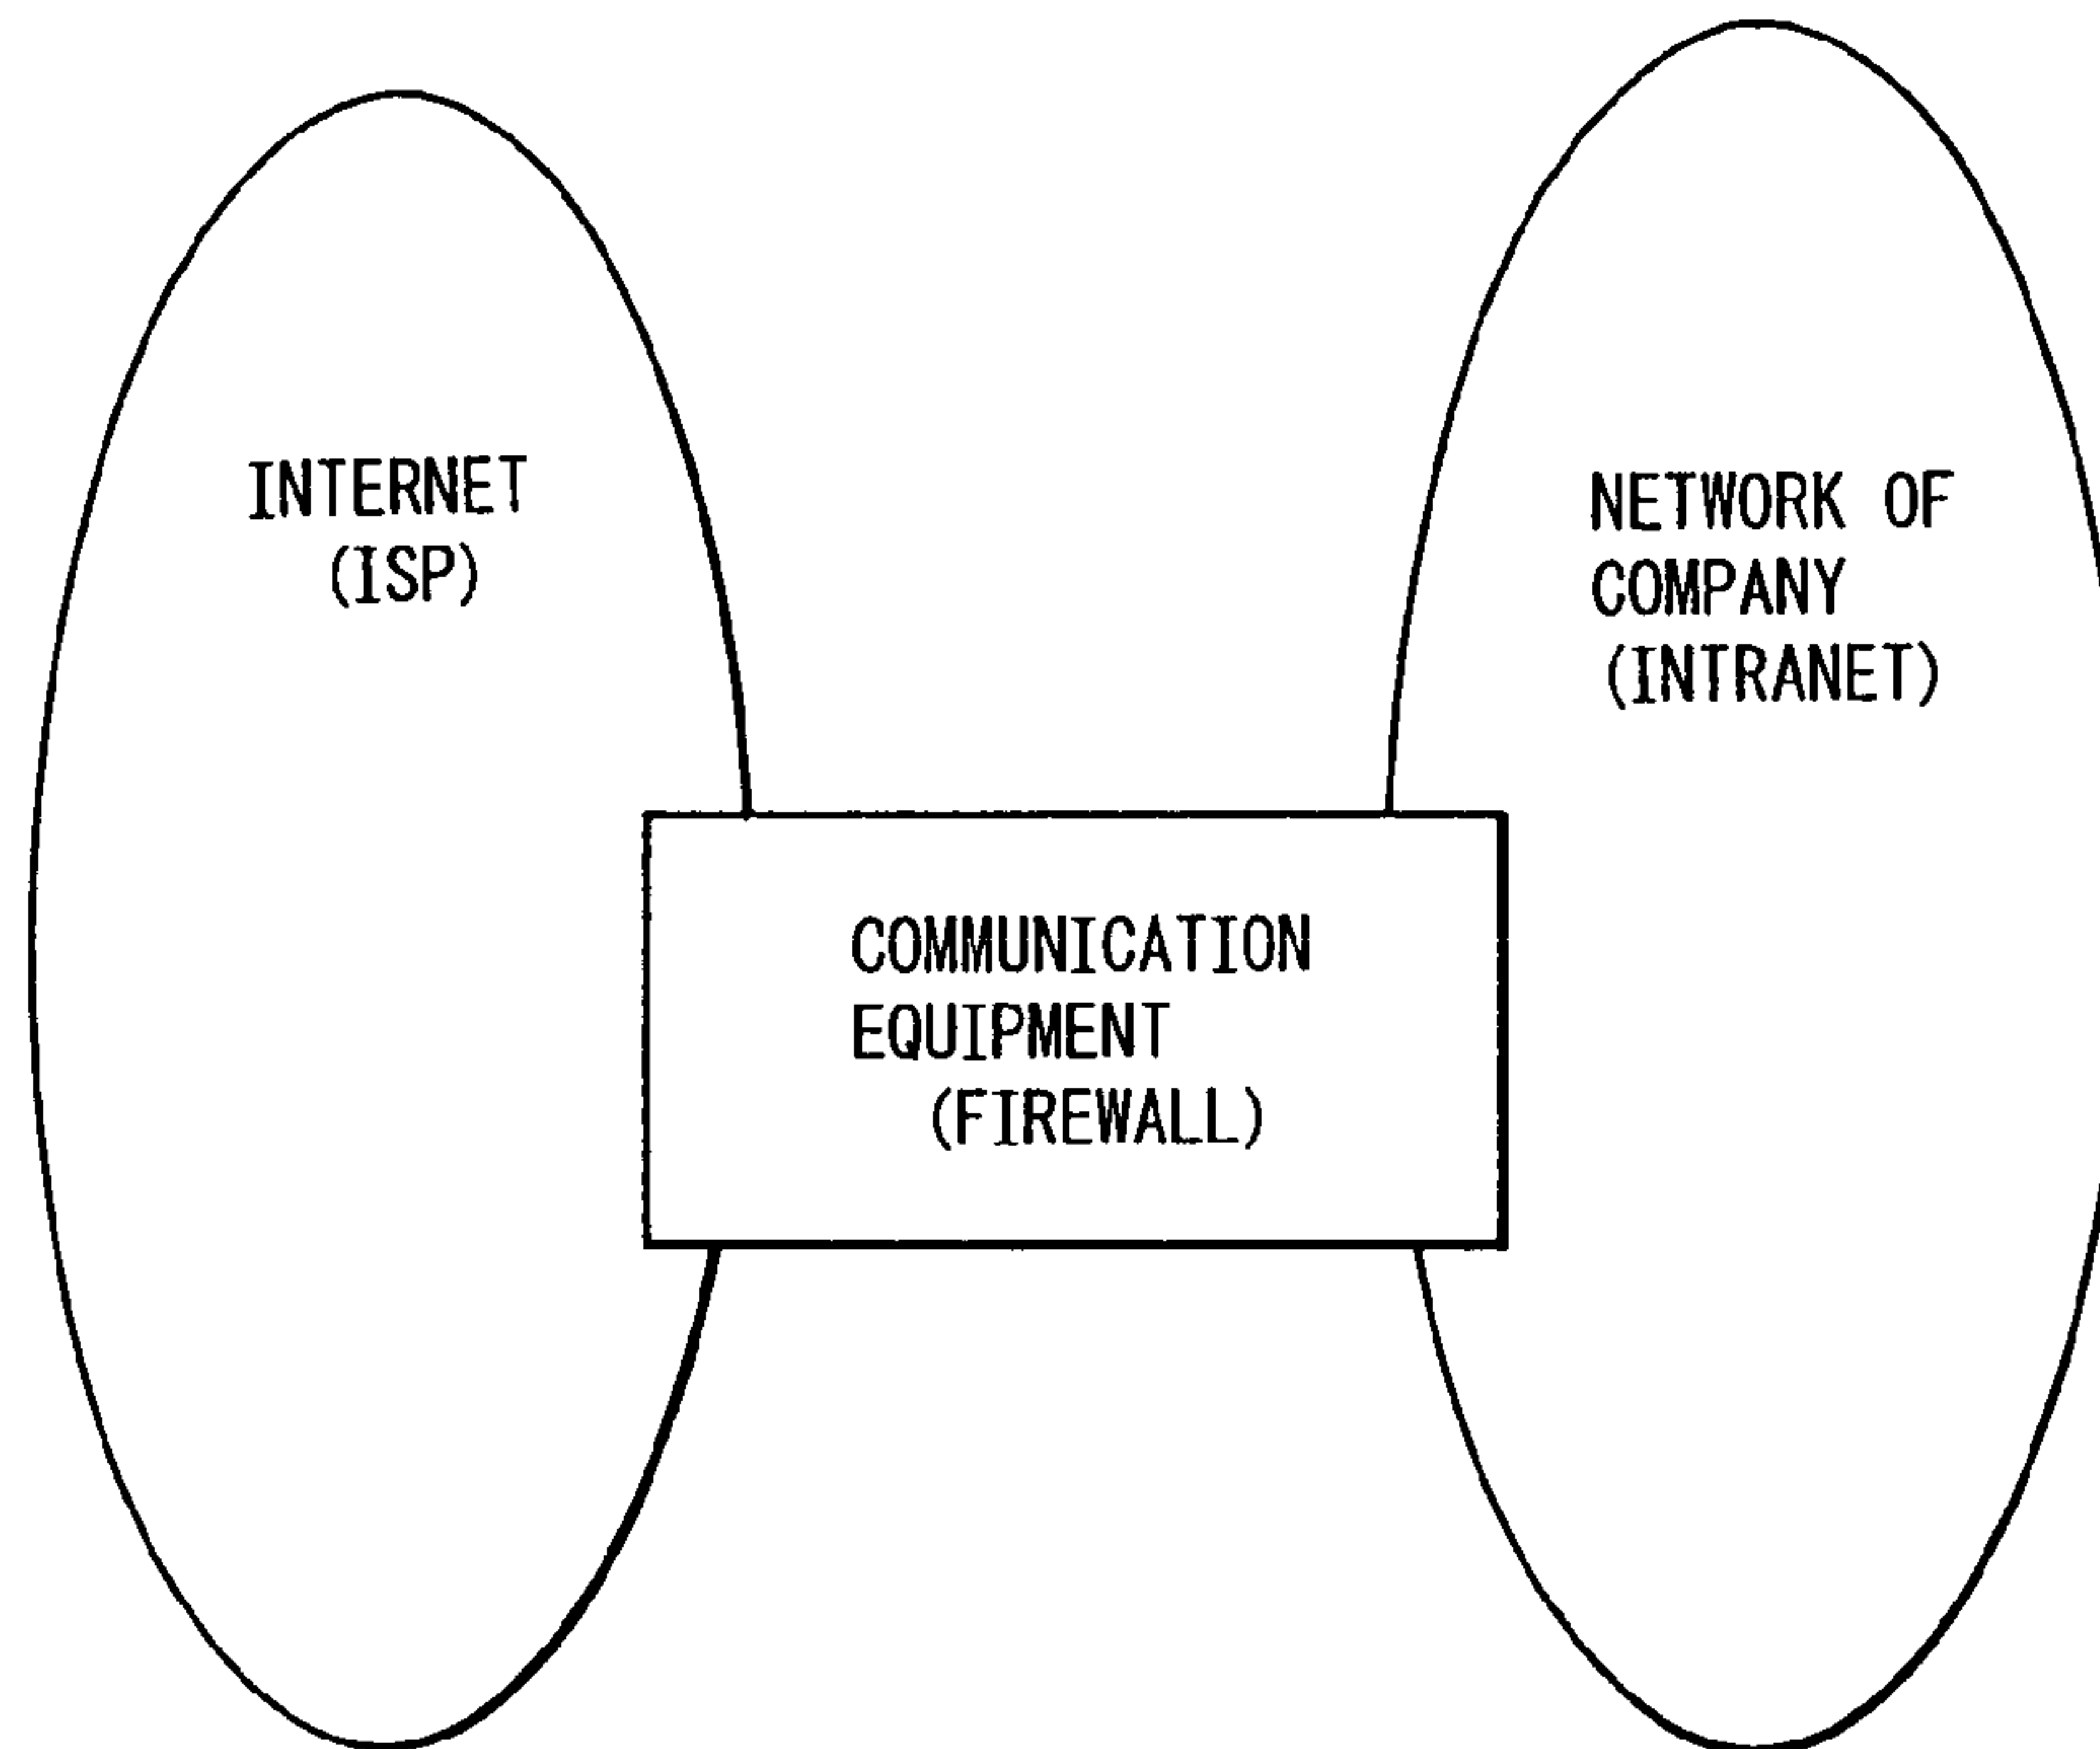 INTERNET
(ISP)
NETWORK OF
COMPANY
(INTRANET)
COMMUNICATION
EQUIPMENT
(FIREWALL)